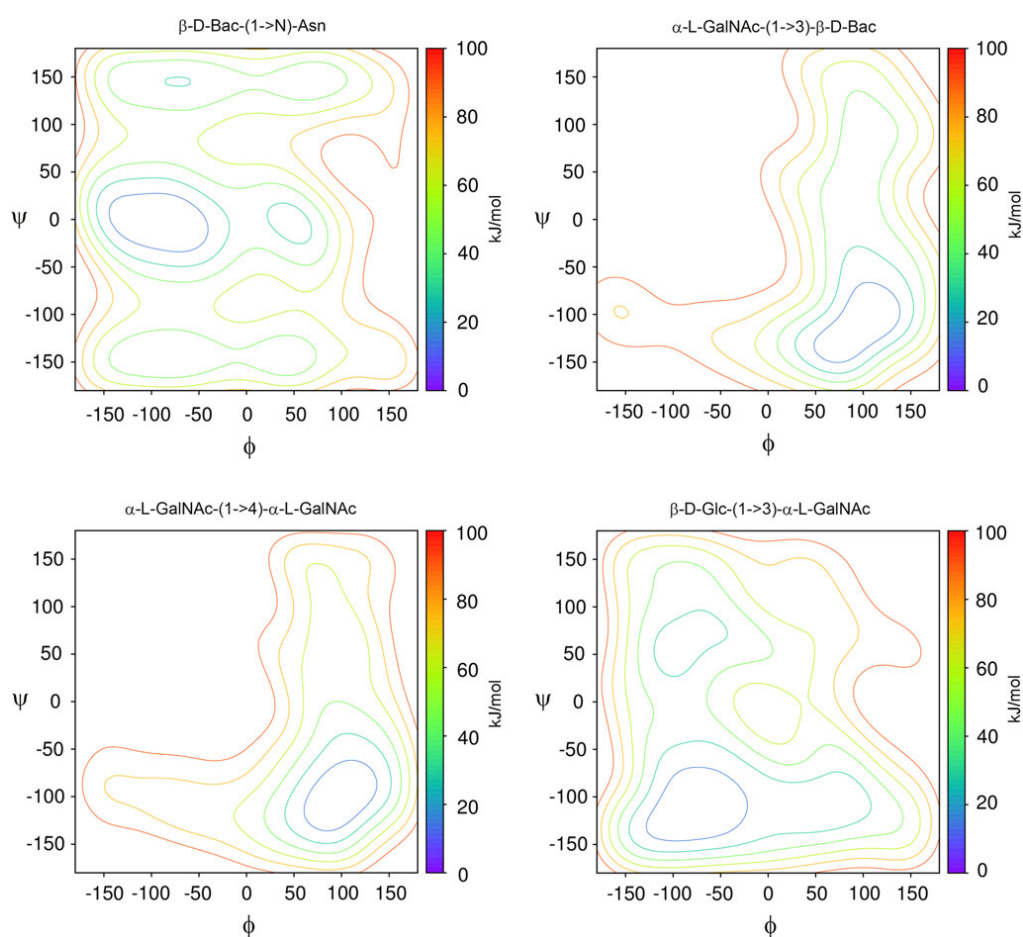 β-D-Bac-(1->N)-Asn
α-L-GalNAc-(1->3)-β-D-Bac
150
100
50
0
-50
-100
-150
ψ
-150 -100 -50 0 50 100 150
ϕ
100
80
60
40
20
0
kJ/mol
150
100
50
0
-50
-100
-150
ψ
-150 -100 -50 0 50 100 150
ϕ
100
80
60
40
20
0
kJ/mol
α-L-GalNAc-(1->4)-α-L-GalNAc
β-D-Glc-(1->3)-α-L-GalNAc
150
100
50
0
-50
-100
-150
ψ
-150 -100 -50 0 50 100 150
ϕ
100
80
60
40
20
0
kJ/mol
150
100
50
0
-50
-100
-150
ψ
-150 -100 -50 0 50 100 150
ϕ
100
80
60
40
20
0
kJ/mol